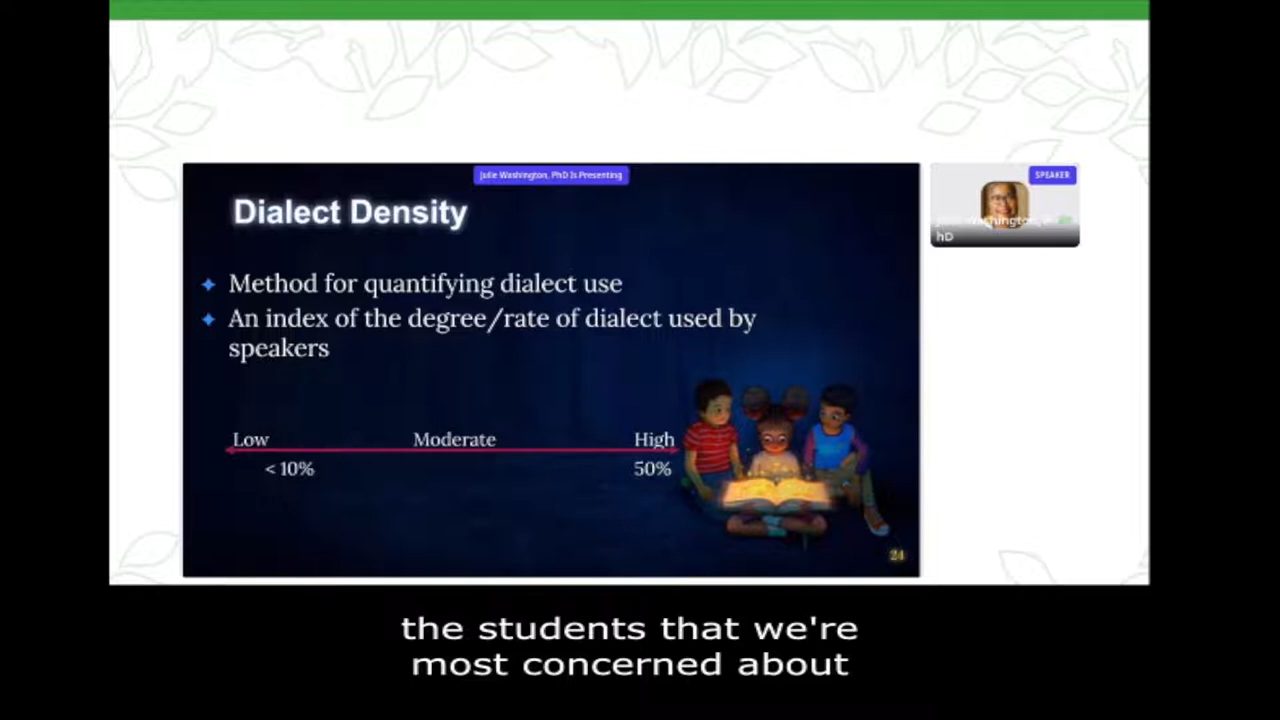 Julie Washington, PhD Is Presenting
SPEAKER
Dialect Density
Washington, P
hD
Method for quantifying dialect use
An index of the degree/rate of dialect used by
speakers
Low Moderate High
< 10% 50%
24
the students that we're
most concerned about